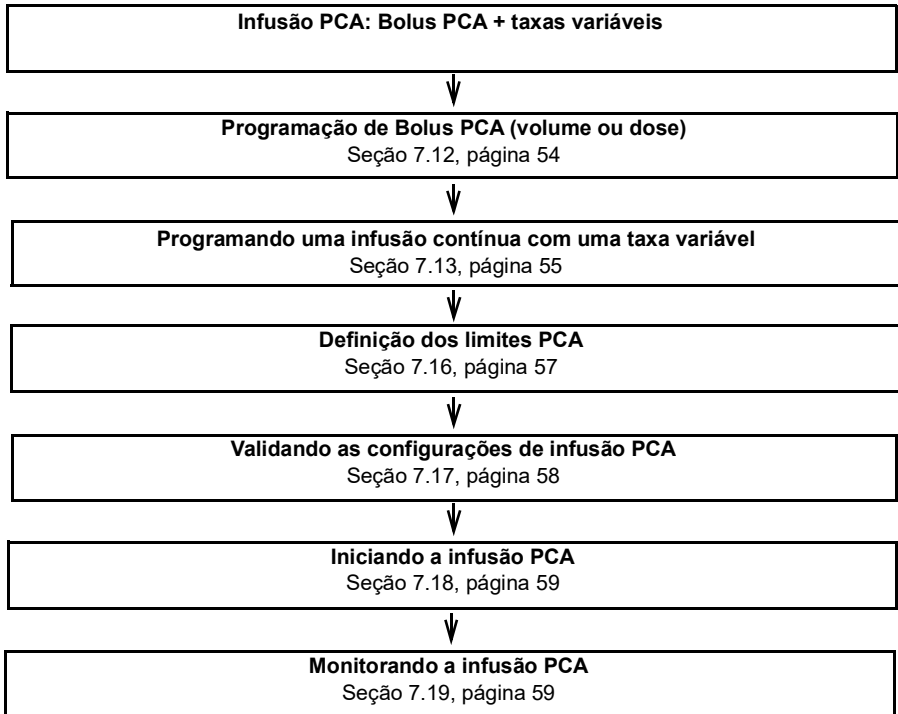 Infusão PCA: Bolus PCA + taxas variáveis
Programação de Bolus PCA (volume ou dose)
Seção 7.12, página 54
Programando uma infusão contínua com uma taxa variável
Seção 7.13, página 55
Definição dos limites PCA
Seção 7.16, página 57
Validando as configurações de infusão PCA
Seção 7.17, página 58
Iniciando a infusão PCA
Seção 7.18, página 59
Monitorando a infusão PCA
Seção 7.19, página 59